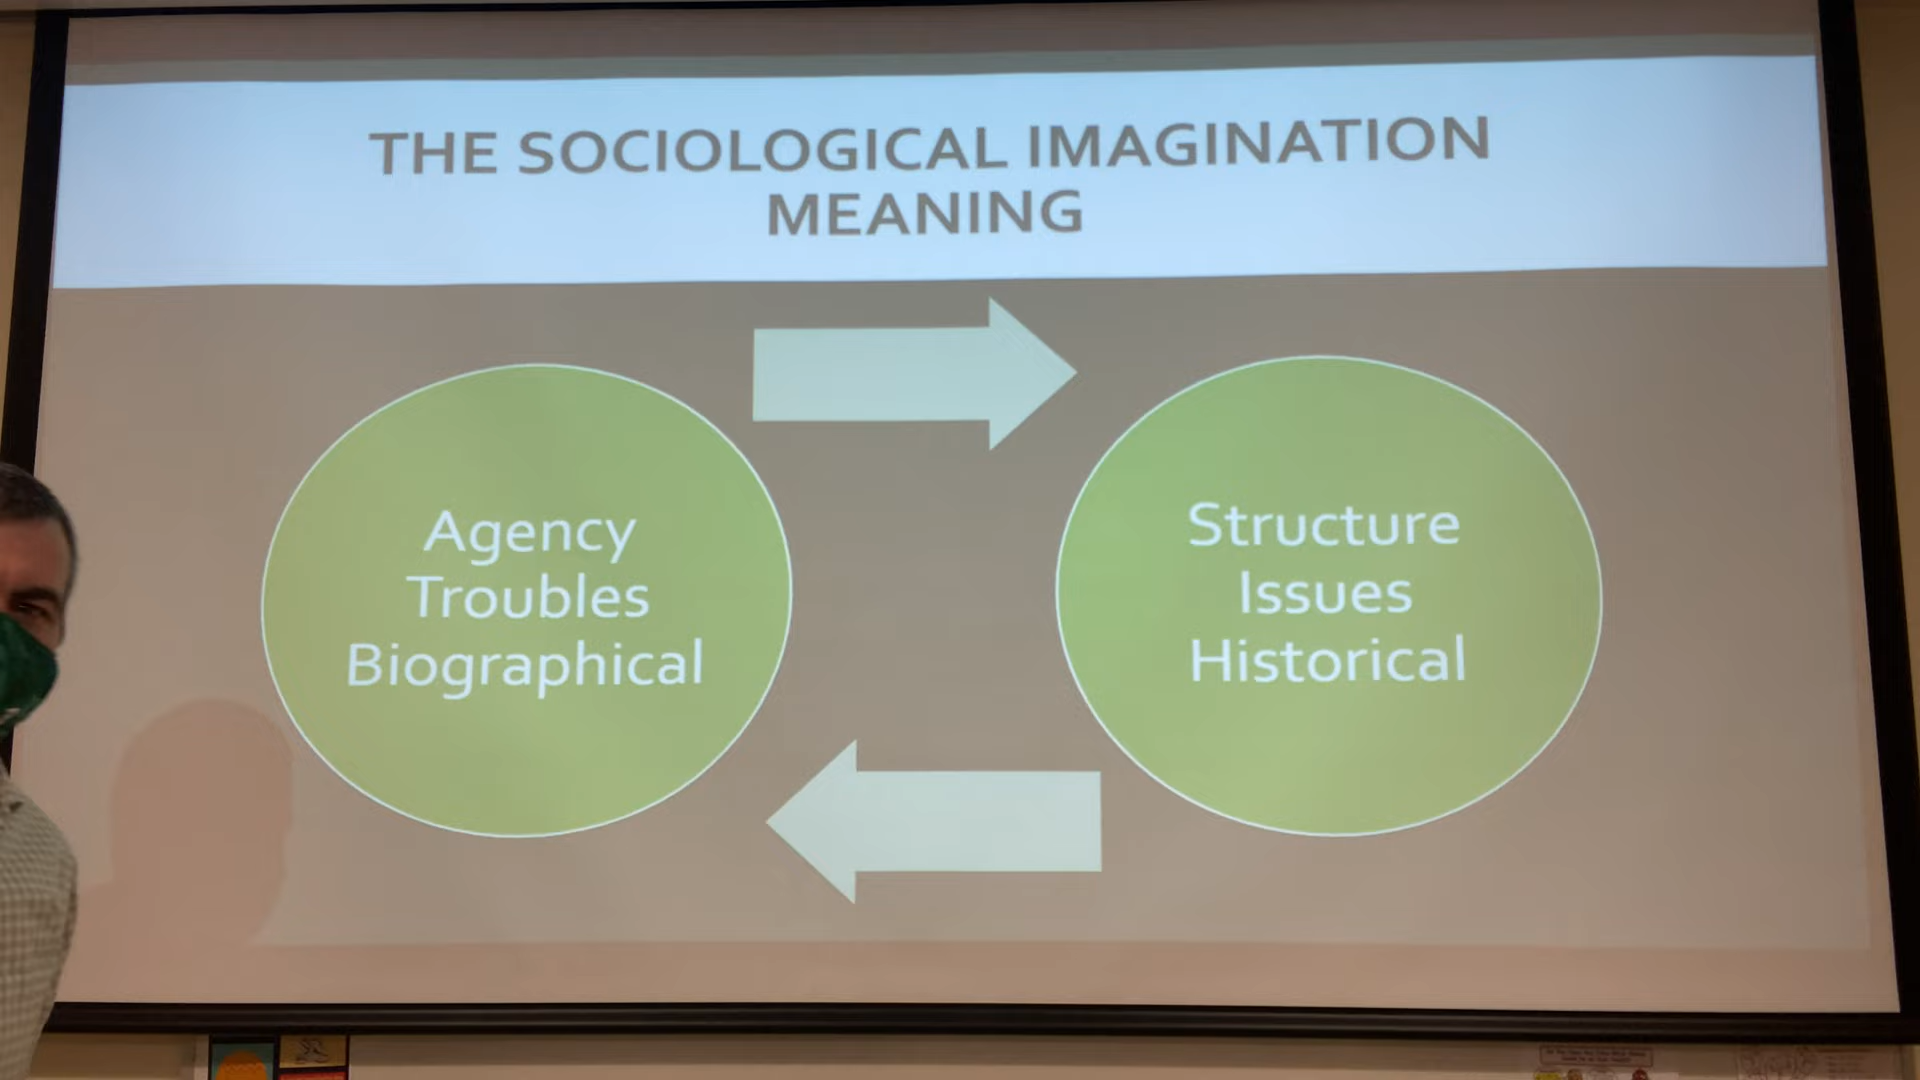 THE SOCIOLOGICAL IMAGINATION
MEANING
Agency
Troubles
Biographical
Structure
Issues
Historical